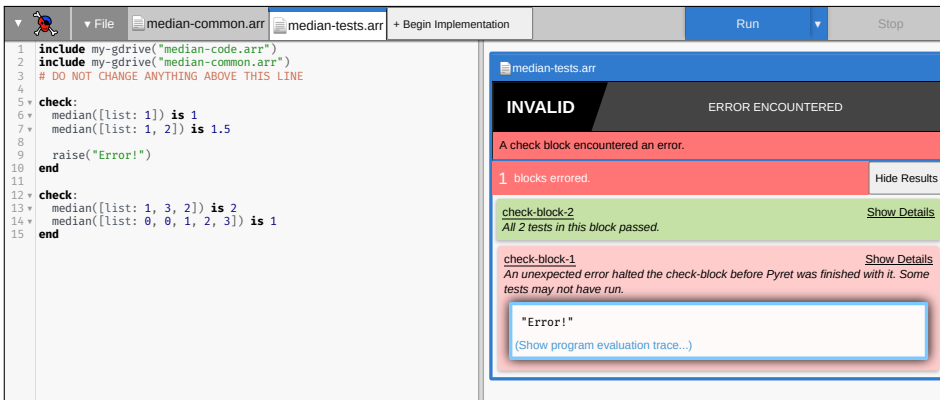 ▾ File
median-common.arr
median-tests.arr
+ Begin Implementation
Run
Stop
1 include my-gdrive("median-code.arr")
2 include my-gdrive("median-common.arr")
3 # DO NOT CHANGE ANYTHING ABOVE THIS LINE
4
5 check:
6 median([list: 1]) is 1
7 median([list: 1, 2]) is 1.5
8
9 raise("Error!")
10 end
11
12 check:
13 median([list: 1, 3, 2]) is 2
14 median([list: 0, 0, 1, 2, 3]) is 1
15 end
median-tests.arr
INVALID
ERROR ENCOUNTERED
A check block encountered an error.
1 blocks errored.
Hide Results
check-block-2
Show Details
All 2 tests in this block passed.
check-block-1
Show Details
An unexpected error halted the check-block before Pyret was finished with it. Some
tests may not have run.
"Error!"
(Show program evaluation trace...)